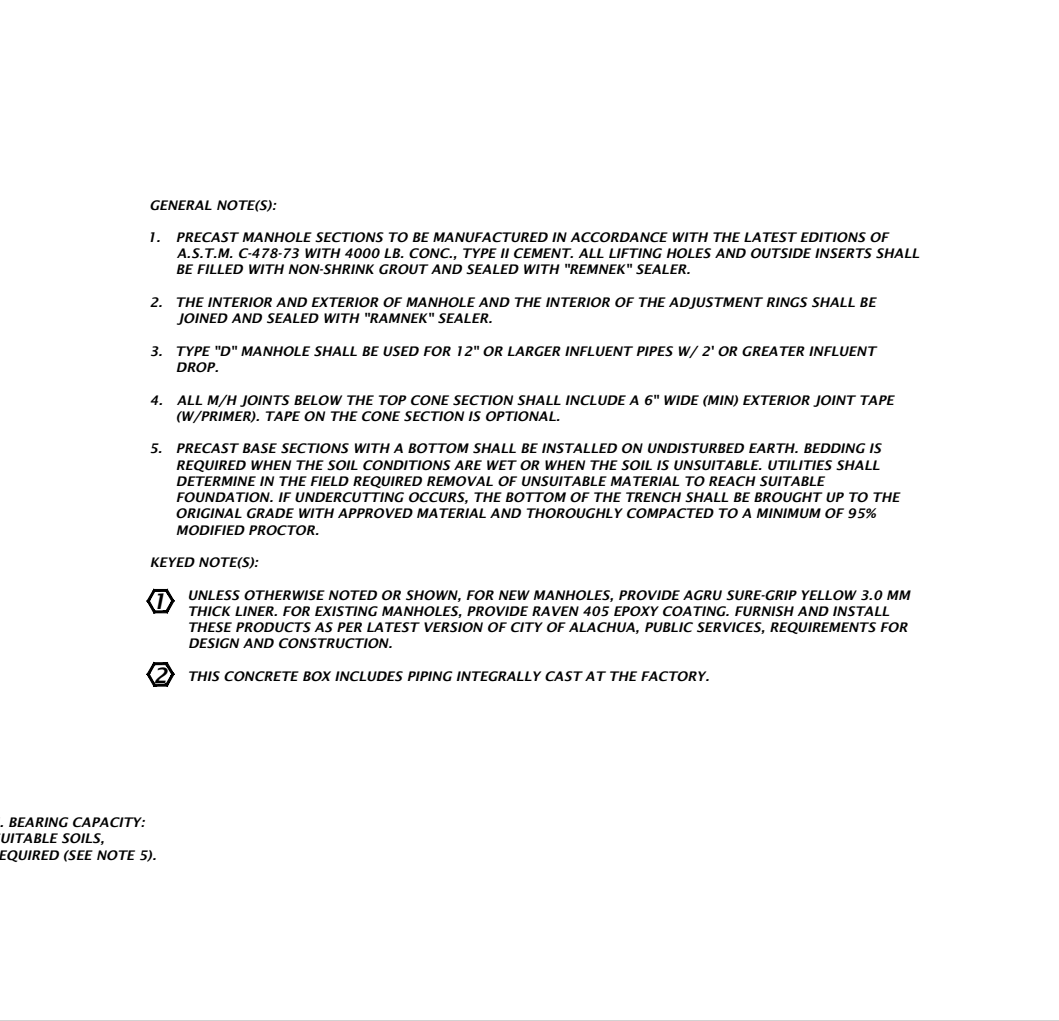 GENERAL NOTE(S):
1. PRECAST MANHOLE SECTIONS TO BE MANUFACTURED IN ACCORDANCE WITH THE LATEST EDITIONS OF
A.S.T.M. C-478-73 WITH 4000 LB. CONC., TYPE II CEMENT. ALL LIFTING HOLES AND OUTSIDE INSERTS SHALL
BE FILLED WITH NON-SHRINK GROUT AND SEALED WITH "REMNEK" SEALER.
2. THE INTERIOR AND EXTERIOR OF MANHOLE AND THE INTERIOR OF THE ADJUSTMENT RINGS SHALL BE
JOINED AND SEALED WITH "RAMNEK" SEALER.
3. TYPE "D" MANHOLE SHALL BE USED FOR 12" OR LARGER INFLUENT PIPES W/ 2' OR GREATER INFLUENT
DROP.
4. ALL M/H JOINTS BELOW THE TOP CONE SECTION SHALL INCLUDE A 6" WIDE (MIN) EXTERIOR JOINT TAPE
(W/PRIMER). TAPE ON THE CONE SECTION IS OPTIONAL.
5. PRECAST BASE SECTIONS WITH A BOTTOM SHALL BE INSTALLED ON UNDISTURBED EARTH. BEDDING IS
REQUIRED WHEN THE SOIL CONDITIONS ARE WET OR WHEN THE SOIL IS UNSUITABLE. UTILITIES SHALL
DETERMINE IN THE FIELD REQUIRED REMOVAL OF UNSUITABLE MATERIAL TO REACH SUITABLE
FOUNDATION. IF UNDERCUTTING OCCURS, THE BOTTOM OF THE TRENCH SHALL BE BROUGHT UP TO THE
ORIGINAL GRADE WITH APPROVED MATERIAL AND THOROUGHLY COMPACTED TO A MINIMUM OF 95%
MODIFIED PROCTOR.
KEYED NOTE(S):
1 UNLESS OTHERWISE NOTED OR SHOWN, FOR NEW MANHOLES, PROVIDE AGRU SURE-GRIP YELLOW 3.0 MM
THICK LINER. FOR EXISTING MANHOLES, PROVIDE RAVEN 405 EPOXY COATING. FURNISH AND INSTALL
THESE PRODUCTS AS PER LATEST VERSION OF CITY OF ALACHUA, PUBLIC SERVICES, REQUIREMENTS FOR
DESIGN AND CONSTRUCTION.
2 THIS CONCRETE BOX INCLUDES PIPING INTEGRALLY CAST AT THE FACTORY.
. BEARING CAPACITY:
UITABLE SOILS,
EQUIRED (SEE NOTE 5).